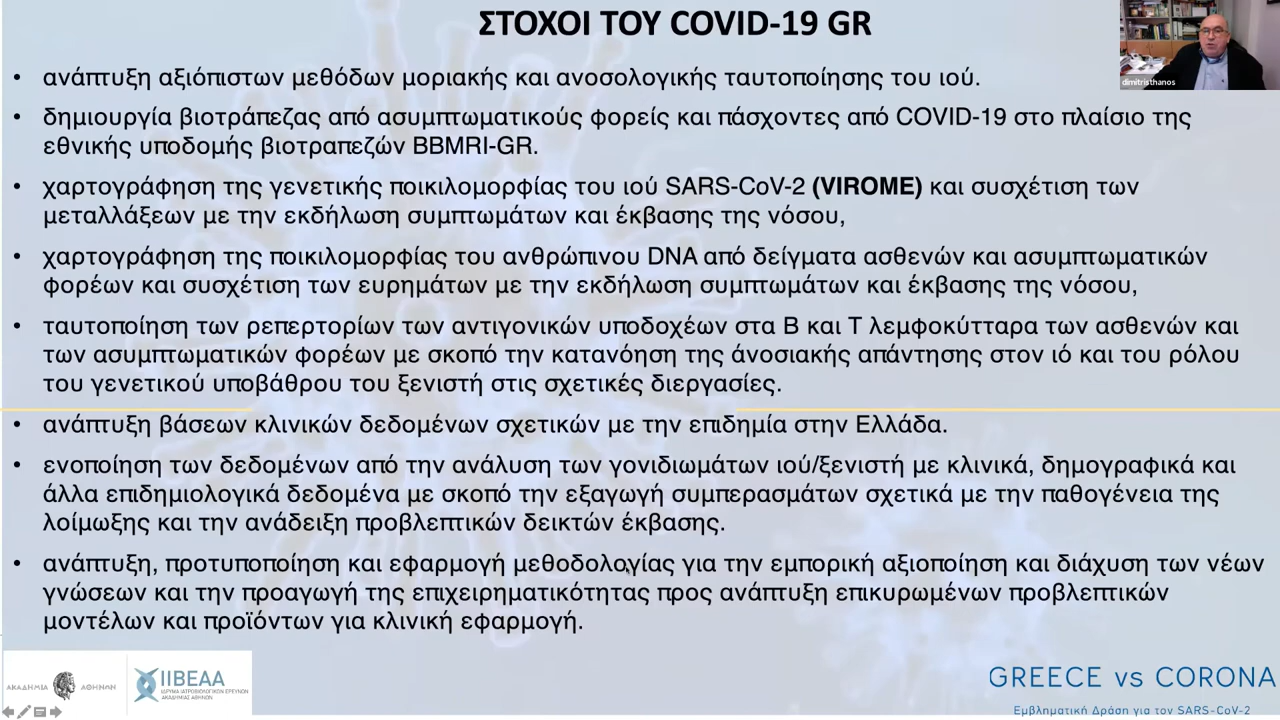 ΣΤΟΧΟΙ ΤΟΥ COVID-19 GR
dimitristhanos
• ανάπτυξη αξιόπιστων μεθόδων μοριακής και ανοσολογικής ταυτοποίησης του ιού.
• δημιουργία βιοτράπεζας από ασυμπτωματικούς φορείς και πάσχοντες από COVID-19 στο πλαίσιο της
εθνικής υποδομής βιοτραπεζών BBMRI-GR.
• χαρτογράφηση της γενετικής ποικιλομορφίας του ιού SARS-CoV-2 (VIROME) και συσχέτιση των
μεταλλάξεων με την εκδήλωση συμπτωμάτων και έκβασης της νόσου,
• χαρτογράφηση της ποικιλομορφίας του ανθρώπινου DNA από δείγματα ασθενών και ασυμπτωματικών
φορέων και συσχέτιση των ευρημάτων με την εκδήλωση συμπτωμάτων και έκβασης της νόσου,
• ταυτοποίηση των ρεπερτορίων των αντιγονικών υποδοχέων στα Β και Τ λεμφοκύτταρα των ασθενών και
των ασυμπτωματικών φορέων με σκοπό την κατανόηση της άνοσιακής απάντησης στον ιό και του ρόλου
του γενετικού υποβάθρου του ξενιστή στις σχετικές διεργασίες.
• ανάπτυξη βάσεων κλινικών δεδομένων σχετικών με την επιδημία στην Ελλάδα.
• ενοποίηση των δεδομένων από την ανάλυση των γονιδιωμάτων ιού/ξενιστή με κλινικά, δημογραφικά και
άλλα επιδημιολογικά δεδομένα με σκοπό την εξαγωγή συμπερασμάτων σχετικά με την παθογένεια της
λοίμωξης και την ανάδειξη προβλεπτικών δεικτών έκβασης.
• ανάπτυξη, προτυποποίηση και εφαρμογή μεθοδολογίας για την εμπορική αξιοποίηση και διάχυση των νέων
γνώσεων και την προαγωγή της επιχειρηματικότητας προς ανάπτυξη επικυρωμένων προβλεπτικών
μοντέλων και προϊόντων για κλινική εφαρμογή.
ΑΚΑΔΗΜΙΑ ΑΘΗΝΩΝ
ΙΙΒΕΑΑ
ΙΔΡΥΜΑ ΙΑΤΡΟΒΙΟΛΟΓΙΚΩΝ ΕΡΕΥΝΩΝ
ΑΚΑΔΗΜΙΑΣ ΑΘΗΝΩΝ
GREECE vs CORONA
Εμβληματική Δράση για τον SARS-CoV-2